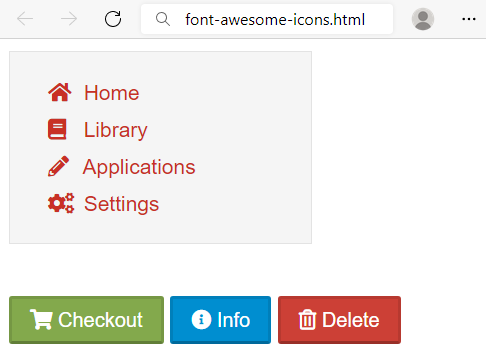 font-awesome-icons.html
Home
Library
Applications
Settings
Checkout Info Delete